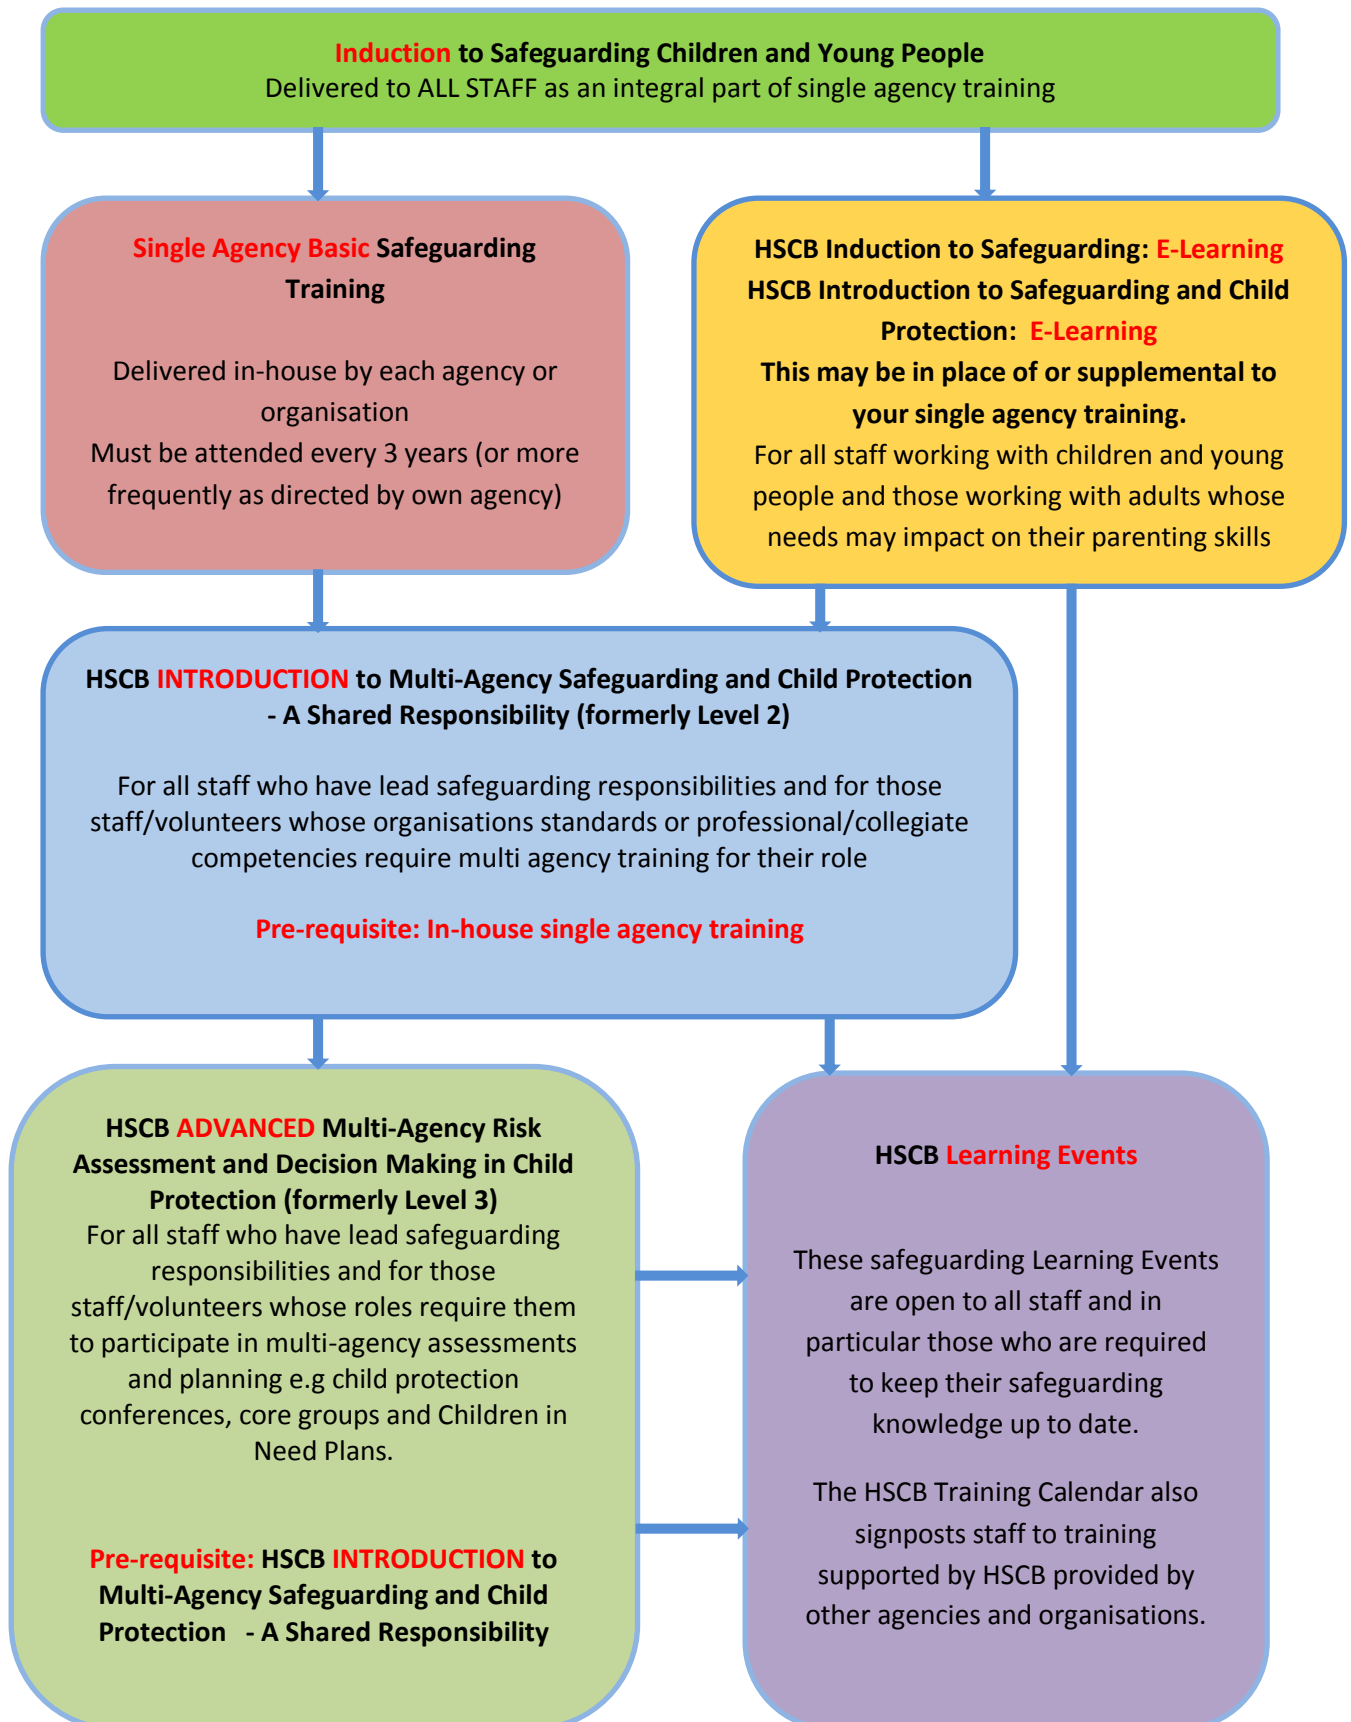 Induction to Safeguarding Children and Young People
Delivered to ALL STAFF as an integral part of single agency training
Single Agency Basic Safeguarding
Training
Delivered in-house by each agency or
organisation
Must be attended every 3 years (or more
frequently as directed by own agency)
HSCB Induction to Safeguarding: E-Learning
HSCB Introduction to Safeguarding and Child
Protection:  E-Learning
This may be in place of or supplemental to
your single agency training.
For all staff working with children and young
people and those working with adults whose
needs may impact on their parenting skills
HSCB INTRODUCTION to Multi-Agency Safeguarding and Child Protection
- A Shared Responsibility (formerly Level 2)
For all staff who have lead safeguarding responsibilities and for those
staff/volunteers whose organisations standards or professional/collegiate
competencies require multi agency training for their role
Pre-requisite: In-house single agency training
HSCB ADVANCED Multi-Agency Risk
Assessment and Decision Making in Child
Protection (formerly Level 3)
For all staff who have lead safeguarding
responsibilities and for those
staff/volunteers whose roles require them
to participate in multi-agency assessments
and planning e.g child protection
conferences, core groups and Children in
Need Plans.
Pre-requisite: HSCB INTRODUCTION to
Multi-Agency Safeguarding and Child
Protection   - A Shared Responsibility
HSCB Learning Events
These safeguarding Learning Events
are open to all staff and in
particular those who are required
to keep their safeguarding
knowledge up to date.
The HSCB Training Calendar also
signposts staff to training
supported by HSCB provided by
other agencies and organisations.